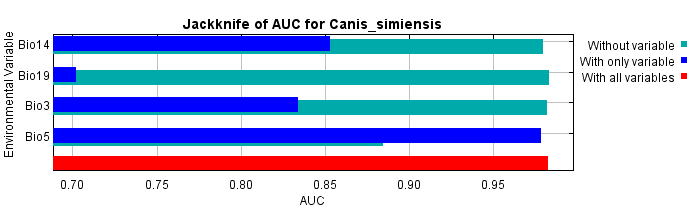 Jackknife of AUC for Canis_simiensis
Environmental Variable
Bio14
Bio19
Bio3
Bio5
Without variable
With only variable
With all variables
0.70 0.75 0.80 0.85 0.90 0.95
AUC